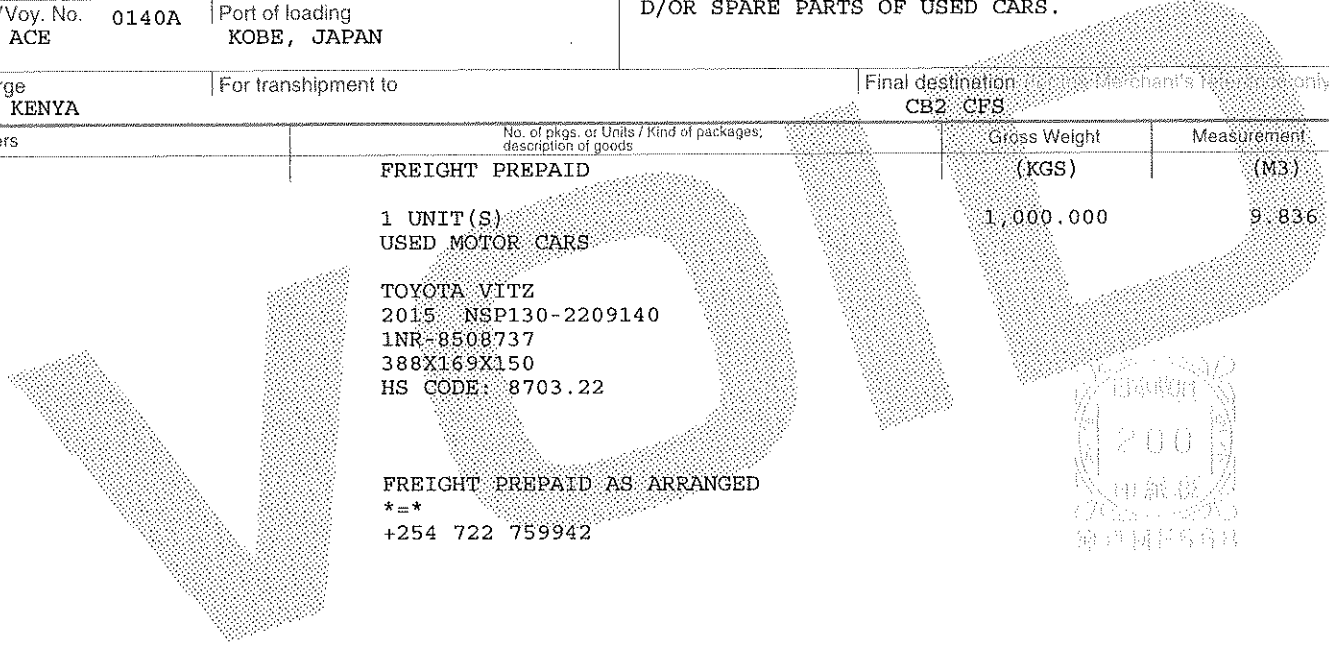 /Voy. No. 0140A Port of loading D/OR SPARE PARTS OF USED CARS.
ACE KOBE, JAPAN
rge For transhipment to Final destination
KENYA CB2 CFS
ers No. of pkgs. or Units / Kind of packages; description of goods Gross Weight Measurement
FREIGHT PREPAID (KGS) (M3)
1 UNIT(S) 1,000.000 9.836
USED MOTOR CARS
TOYOTA VITZ
2015 NSP130-2209140
1NR-8508737
388X169X150
HS CODE: 8703.22
FREIGHT PREPAID AS ARRANGED
*=*
+254 722 759942
VOID
200